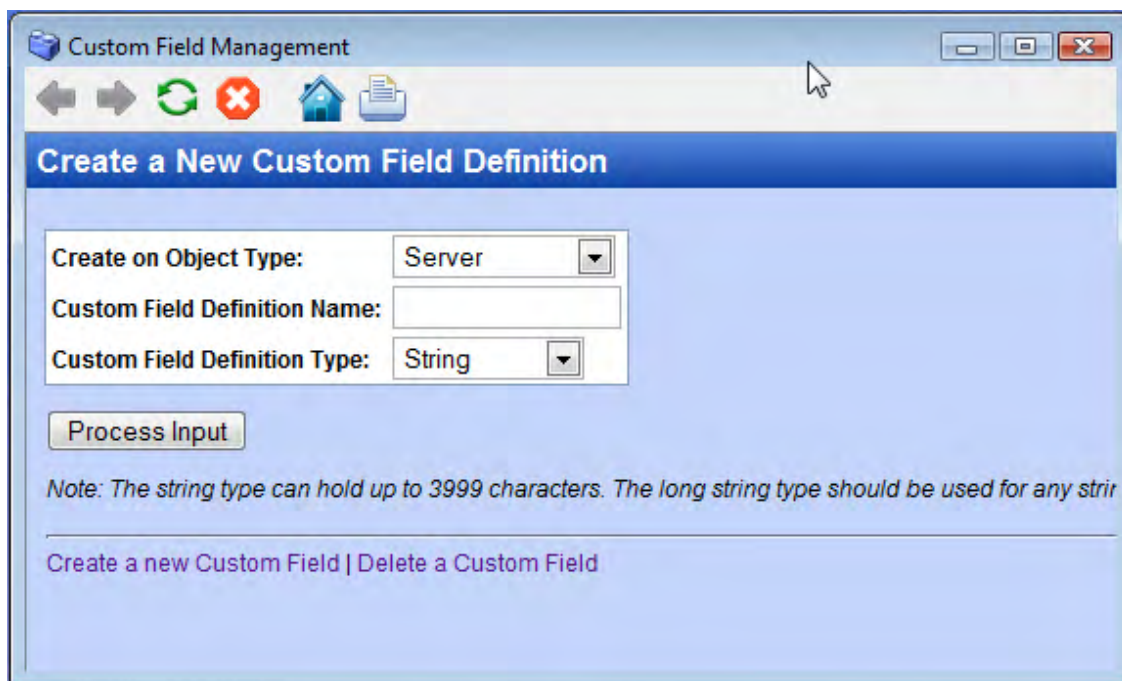 Custom Field Management
Create a New Custom Field Definition
Create on Object Type: Server
Custom Field Definition Name:
Custom Field Definition Type: String
Process Input
Note: The string type can hold up to 3999 characters. The long string type should be used for any
Create a new Custom Field | Delete a Custom Field